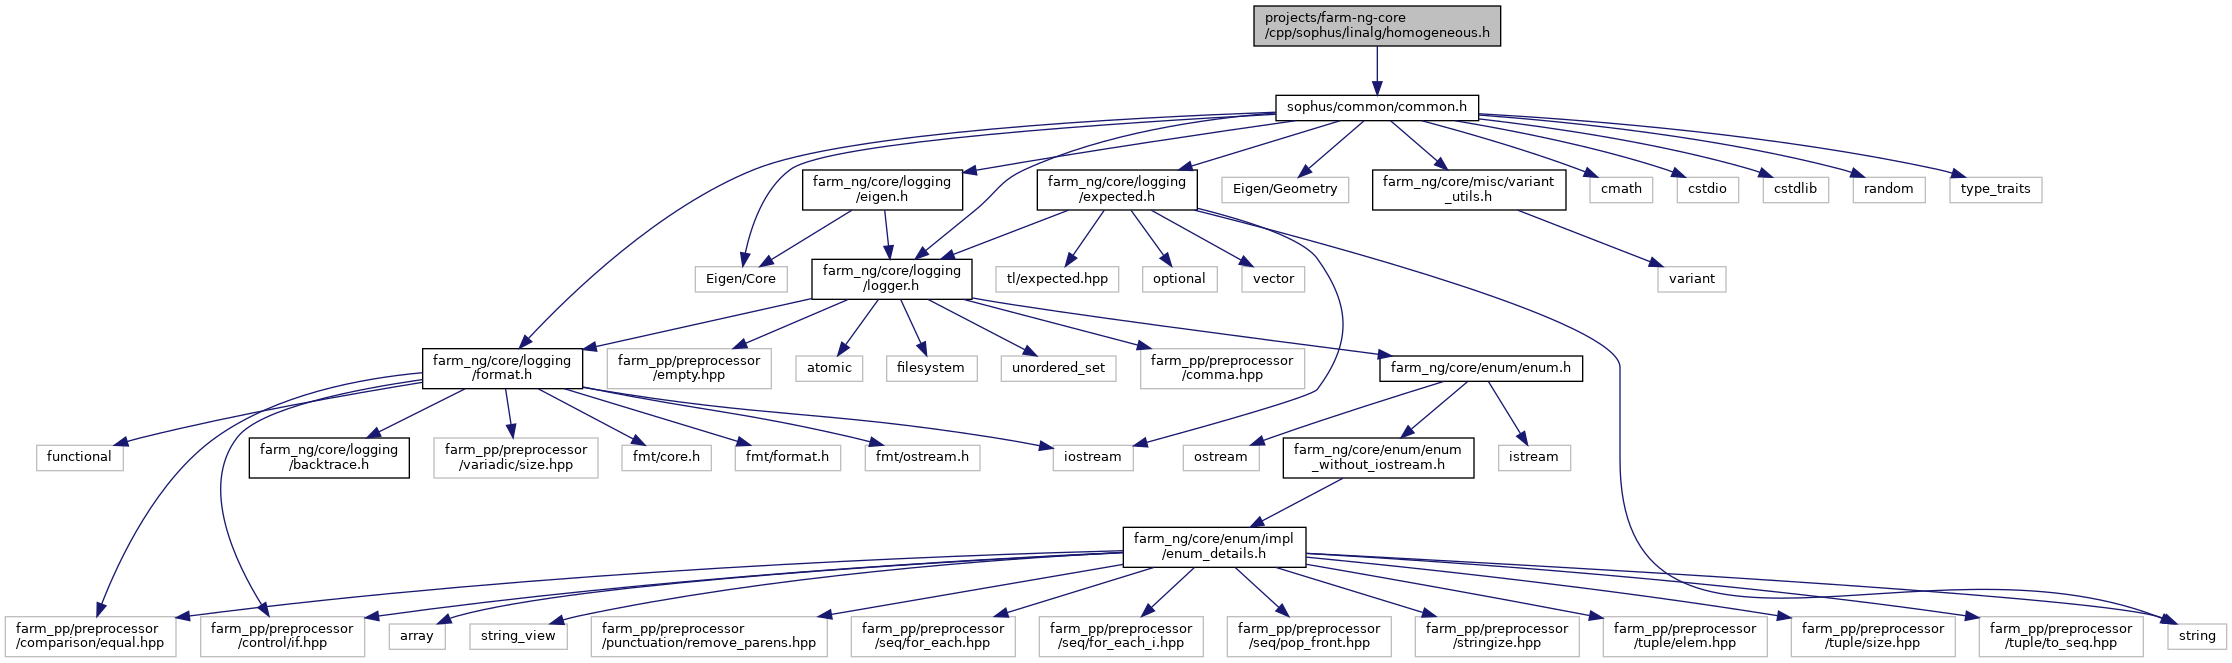 projects/farm-ng-core
/cpp/sophus/linalg/homogeneous.h
sophus/common/common.h
farm_ng/core/logging
/eigen.h
farm_ng/core/logging
/expected.h
Eigen/Geometry
farm_ng/core/misc/variant
_utils.h
cmath
cstdio
cstdlib
random
type_traits
Eigen/Core
farm_ng/core/logging
/logger.h
tl/expected.hpp
optional
vector
variant
farm_ng/core/logging
/format.h
farm_pp/preprocessor
/empty.hpp
atomic
filesystem
unordered_set
farm_pp/preprocessor
/comma.hpp
farm_ng/core/enum/enum.h
functional
farm_ng/core/logging
/backtrace.h
farm_pp/preprocessor
/variadic/size.hpp
fmt/core.h
fmt/format.h
fmt/ostream.h
iostream
ostream
farm_ng/core/enum/enum
_without_iostream.h
istream
farm_ng/core/enum/impl
/enum_details.h
farm_pp/preprocessor
/comparison/equal.hpp
farm_pp/preprocessor
/control/if.hpp
array
string_view
farm_pp/preprocessor
/punctuation/remove_parens.hpp
farm_pp/preprocessor
/seq/for_each.hpp
farm_pp/preprocessor
/seq/for_each_i.hpp
farm_pp/preprocessor
/seq/pop_front.hpp
farm_pp/preprocessor
/stringize.hpp
farm_pp/preprocessor
/tuple/elem.hpp
farm_pp/preprocessor
/tuple/size.hpp
farm_pp/preprocessor
/tuple/to_seq.hpp
string